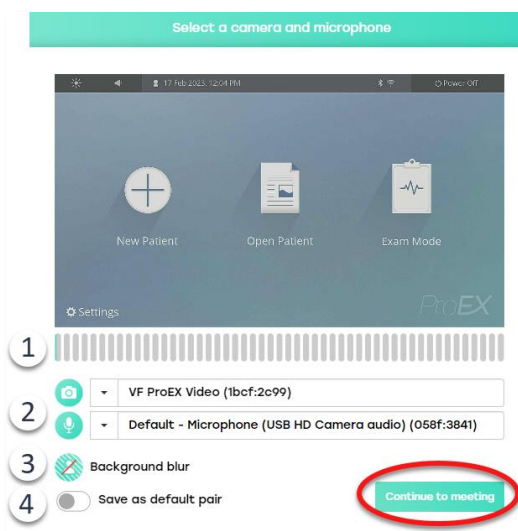 Select a camera and microphone
17 Feb 2023, 12:04 PM Power Off
New Patient Open Patient Exam Mode
Settings ProEX
1
2
VF ProEX Video (1bcf:2c99)
Default - Microphone (USB HD Camera audio) (058f:3841)
3 Background blur
4 Save as default pair Continue to meeting